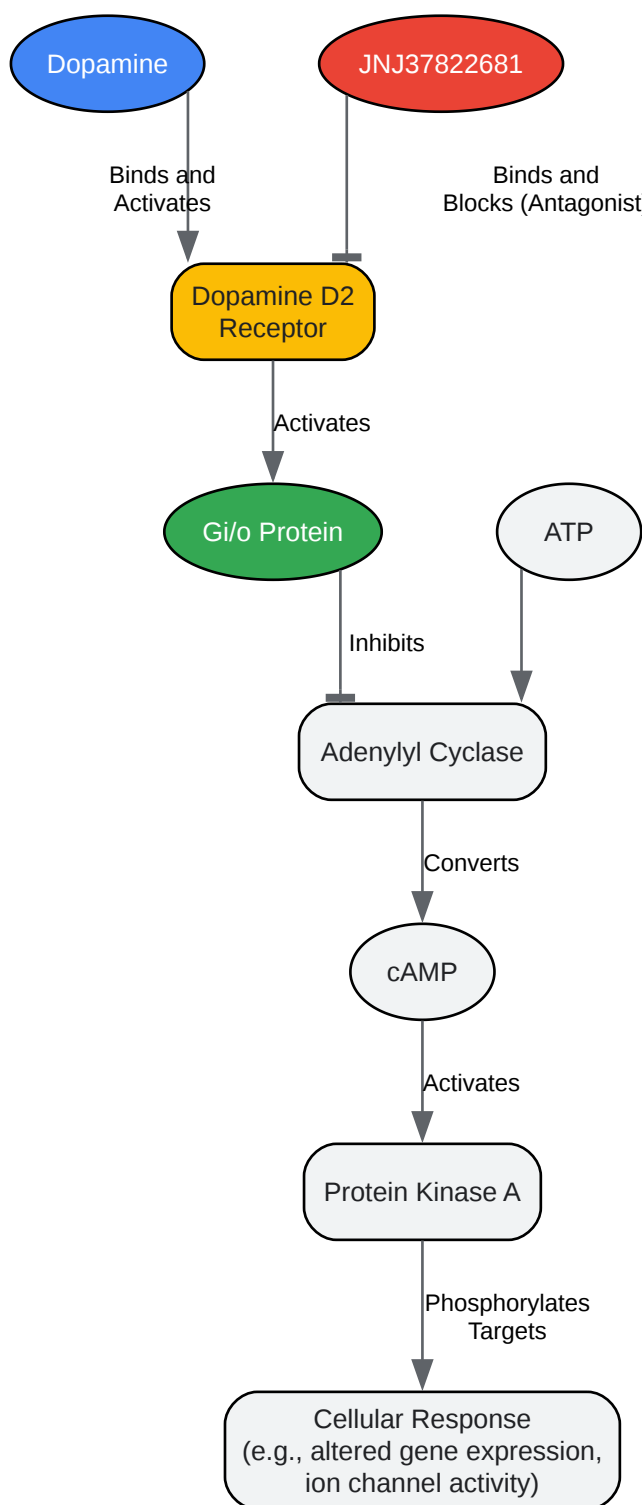 Dopamine
JNJ37822681
Binds and
Activates
Binds and
Blocks (Antagonist)
Dopamine D2
Receptor
Activates
Gi/o Protein
ATP
Inhibits
Adenylyl Cyclase
Converts
cAMP
Activates
Protein Kinase A
Phosphorylates
Targets
Cellular Response
(e.g., altered gene expression,
ion channel activity)